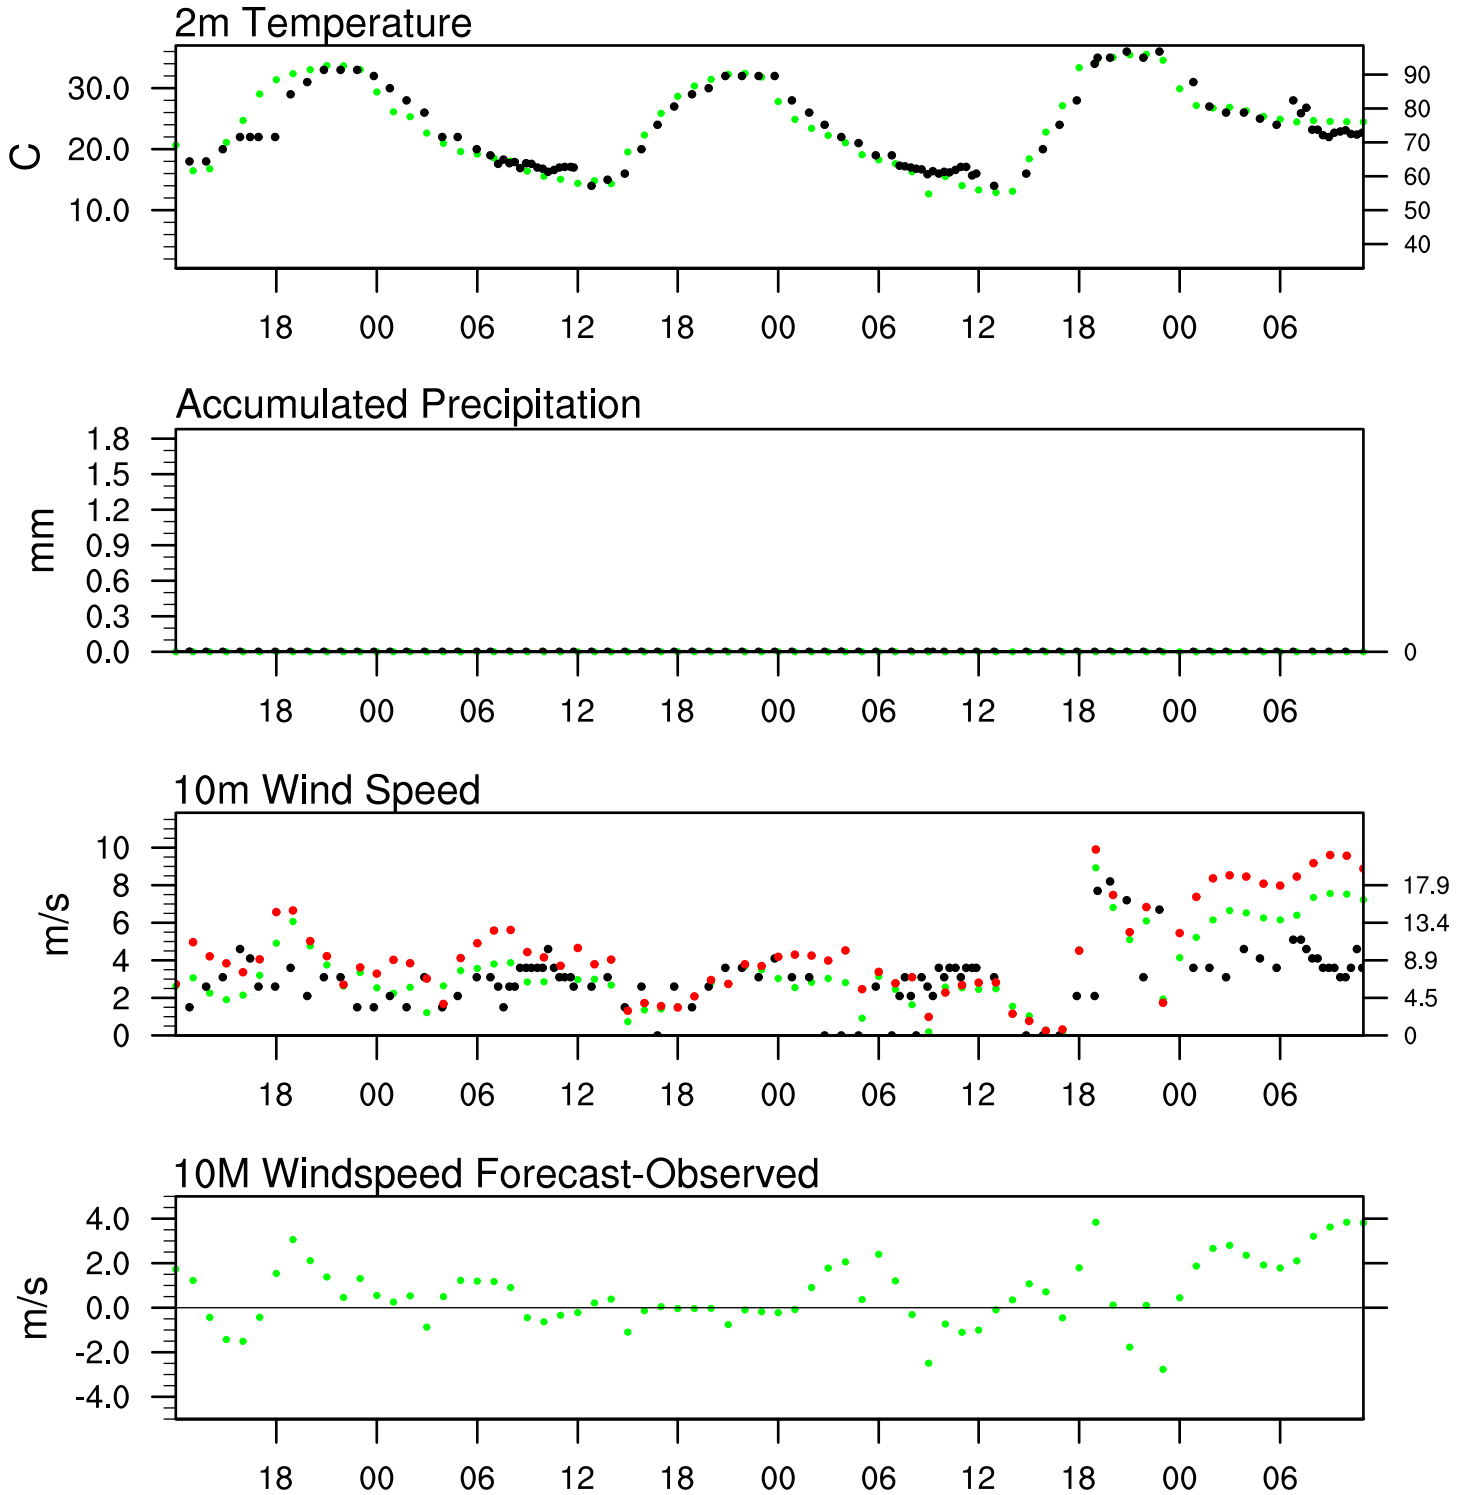 2m Temperature
30.0
20.0
10.0
C
90
80
70
60
50
40
18 00 06 12 18 00 06 12 18 00 06
Accumulated Precipitation
1.8
1.5
1.2
0.9
0.6
0.3
0.0
mm
0
18 00 06 12 18 00 06 12 18 00 06
10m Wind Speed
10
8
6
4
2
0
m/s
17.9
13.4
8.9
4.5
0
18 00 06 12 18 00 06 12 18 00 06
10M Windspeed Forecast-Observed
4.0
2.0
0.0
-2.0
-4.0
m/s
18 00 06 12 18 00 06 12 18 00 06